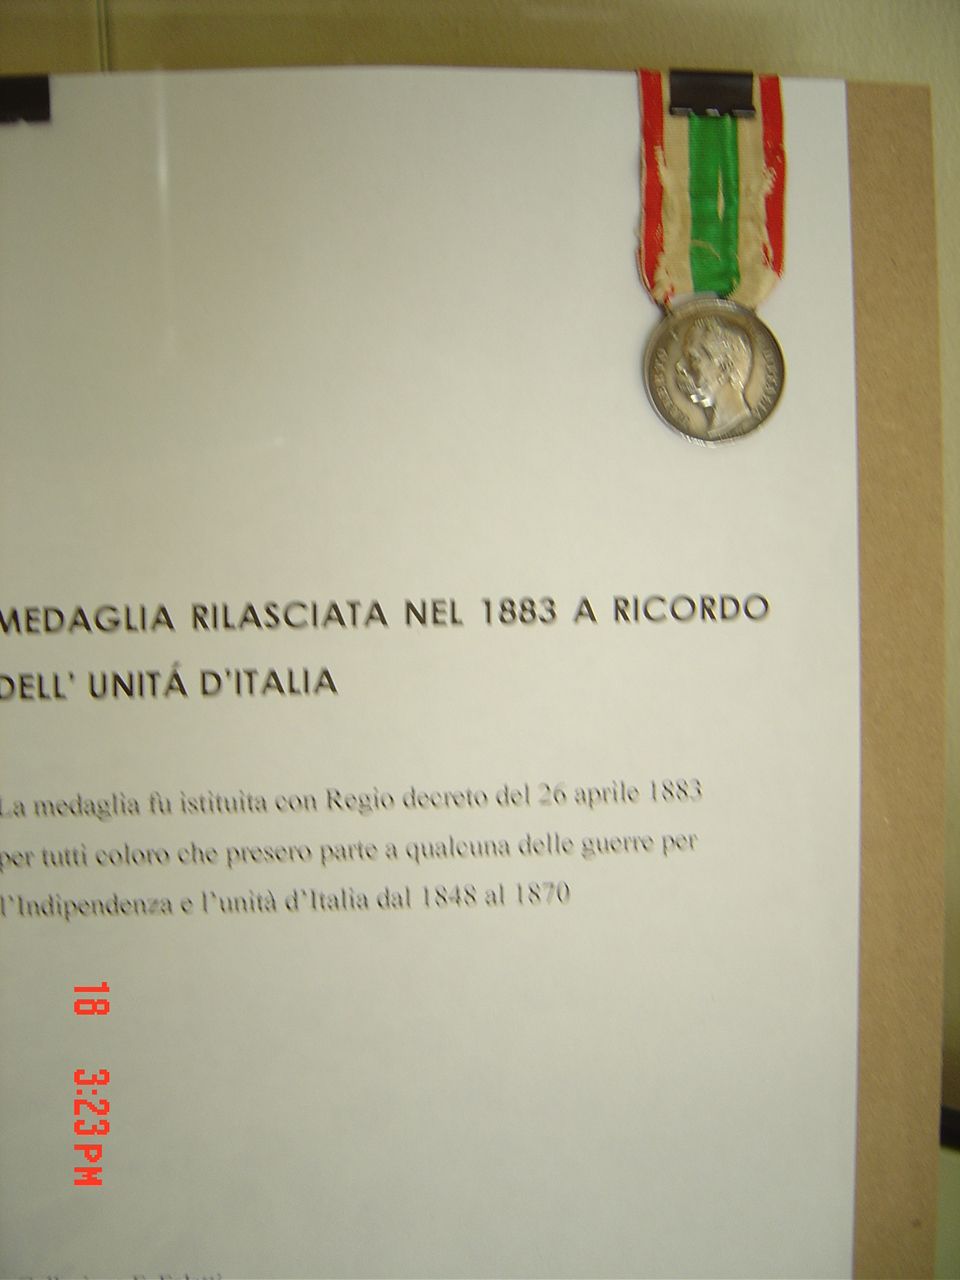 MEDAGLIA RILASCIATA NEL 1883 A RICORDO
DELL' UNITÁ D'ITALIA
La medaglia fu istituita con Regio decreto del 26 aprile 1883
per tutti coloro che presero parte a qualcuna delle guerre per
l'Indipendenza e l'unità d'Italia dal 1848 al 1870
18 3:23 PM